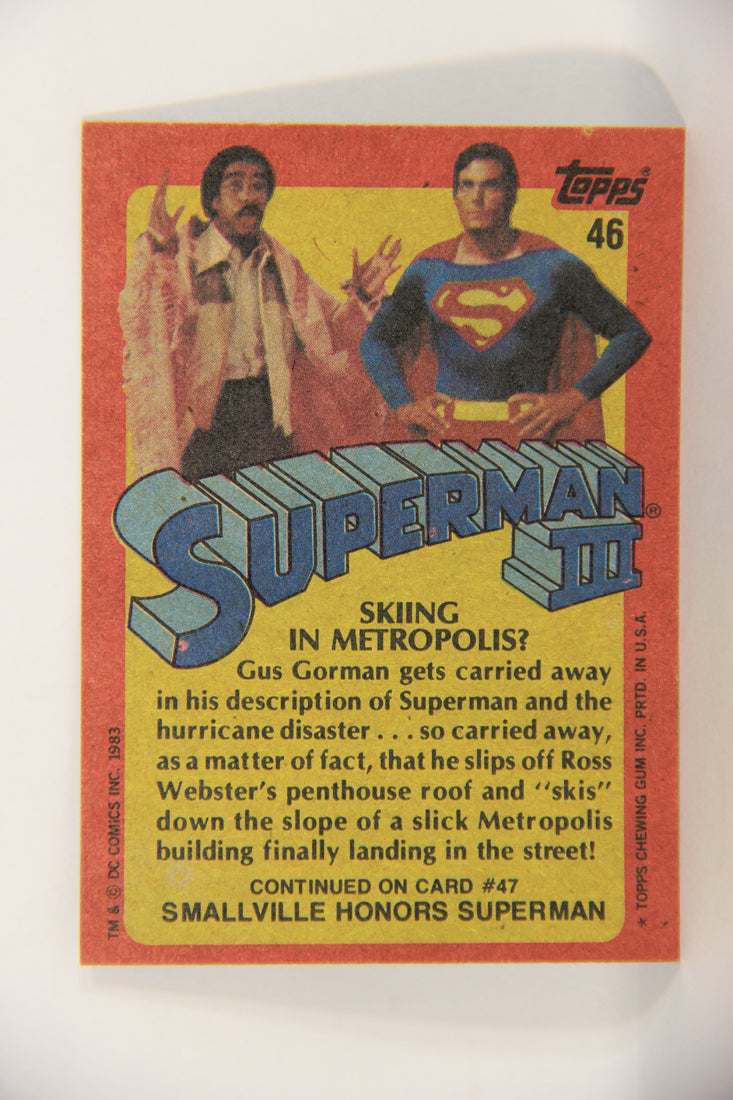 topps®
46
S
SUPERMAN®
III
SKIING
IN METROPOLIS?
Gus Gorman gets carried away
in his description of Superman and the
hurricane disaster . . . so carried away,
as a matter of fact, that he slips off Ross
Webster's penthouse roof and "skis"
down the slope of a slick Metropolis
building finally landing in the street!
CONTINUED ON CARD #47
SMALLVILLE HONORS SUPERMAN
TM & © DC COMICS INC. 1983
* TOPPS CHEWING GUM INC. PRTD. IN U.S.A.